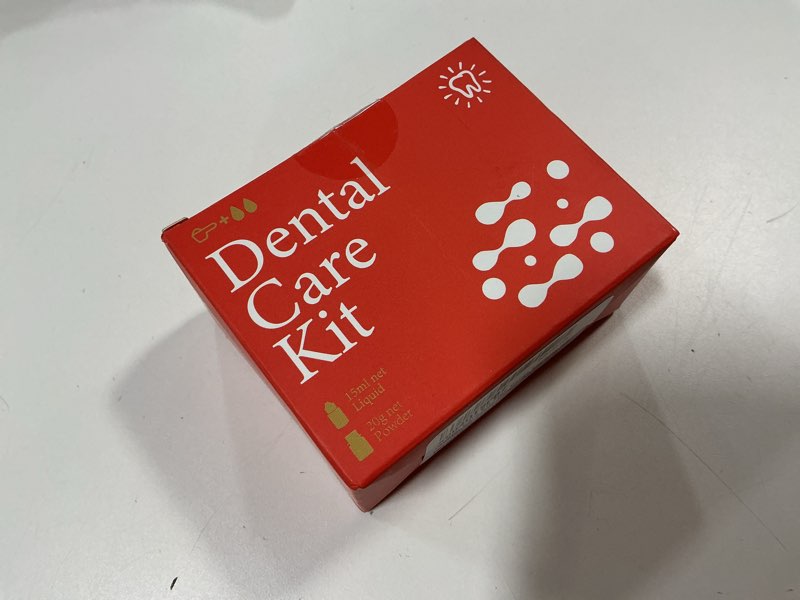 Dental
Care
Kit
15ml net
Liquid
20g net
Powder